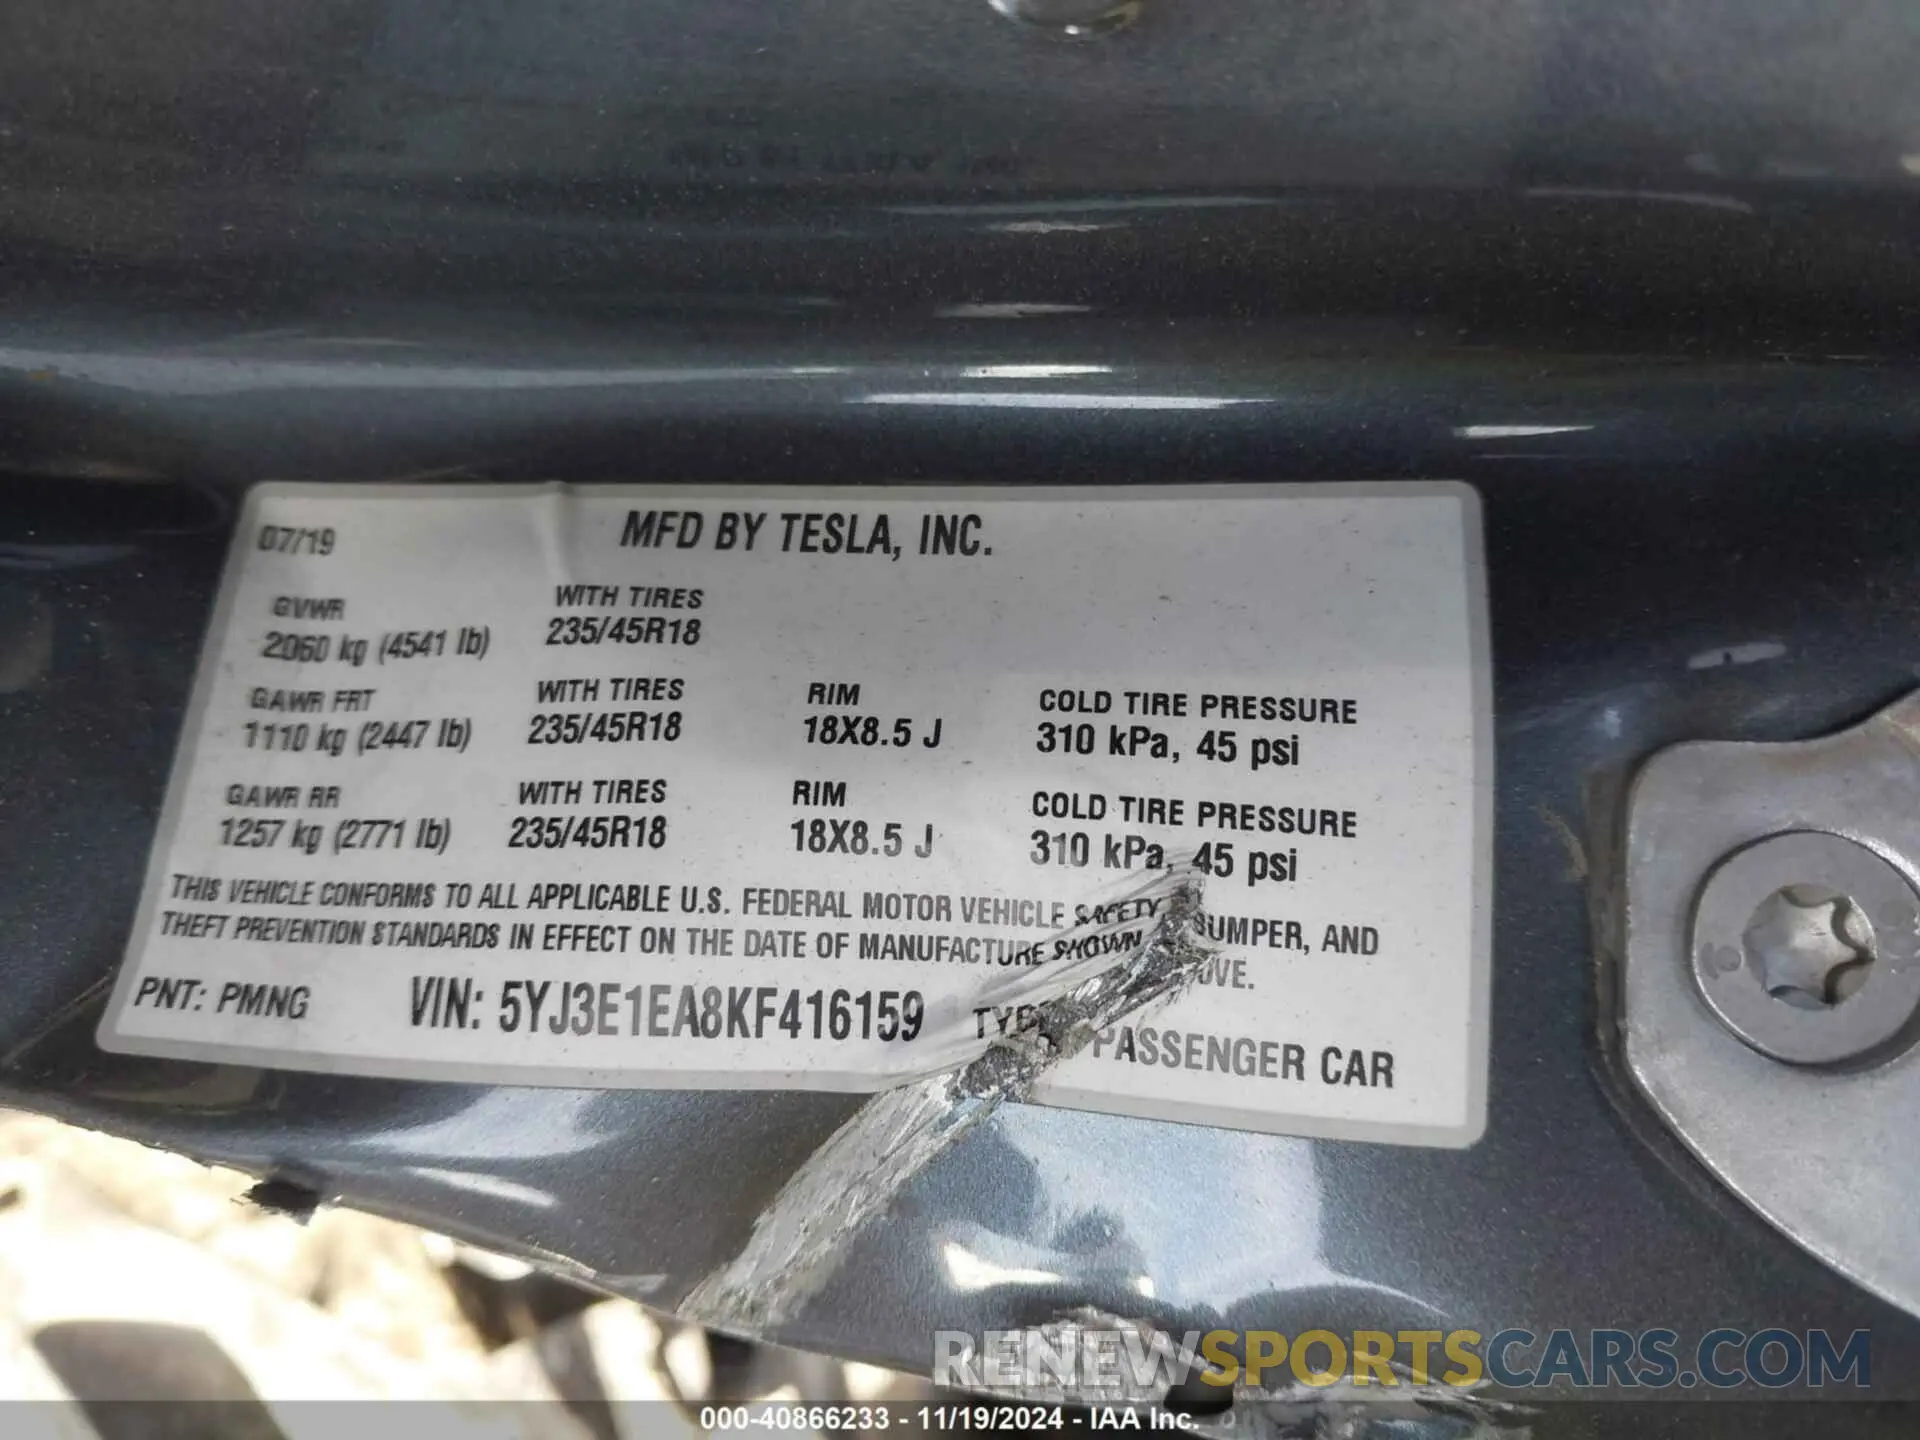 07/19 MFD BY TESLA, INC.
GVWR WITH TIRES
2060 kg (4541 lb) 235/45R18
GAWR FRT WITH TIRES RIM COLD TIRE PRESSURE
1110 kg (2447 lb) 235/45R18 18X8.5 J 310 kPa, 45 psi
GAWR RR WITH TIRES RIM COLD TIRE PRESSURE
1257 kg (2771 lb) 235/45R18 18X8.5 J 310 kPa, 45 psi
THIS VEHICLE CONFORMS TO ALL APPLICABLE U.S. FEDERAL MOTOR VEHICLE SAFETY, BUMPER, AND
THEFT PREVENTION STANDARDS IN EFFECT ON THE DATE OF MANUFACTURE SHOWN
PNT: PMNG VIN: 5YJ3E1EA8KF416159 TYPE PASSENGER CAR
RENEWSPORTSCARS.COM
000-40866233 - 11/19/2024 - IAA Inc.